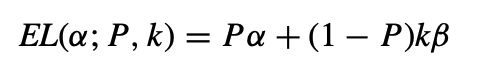 EL(α; P, k) = Pα + (1 − P)kβ